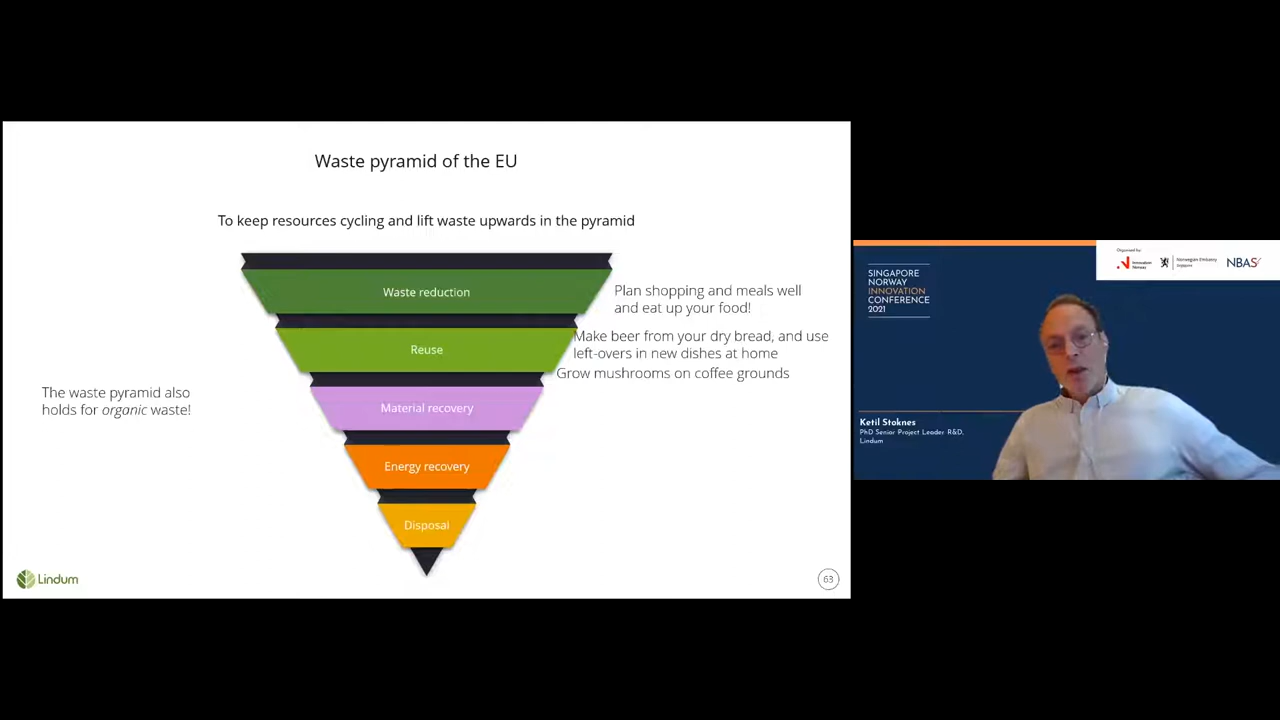 Waste pyramid of the EU
To keep resources cycling and lift waste upwards in the pyramid
Waste reduction
Plan shopping and meals well
and eat up your food!
Reuse
Make beer from your dry bread, and use
left-overs in new dishes at home
Grow mushrooms on coffee grounds
The waste pyramid also
holds for organic waste!
Material recovery
Energy recovery
Disposal
Lindum
63
Organised by:
Innovation
Norway
Norwegian Embassy
Singapore
NBAS
SINGAPORE
NORWAY
INNOVATION
CONFERENCE
2021
Ketil Stoknes
PhD Senior Project Leader R&D,
Lindum